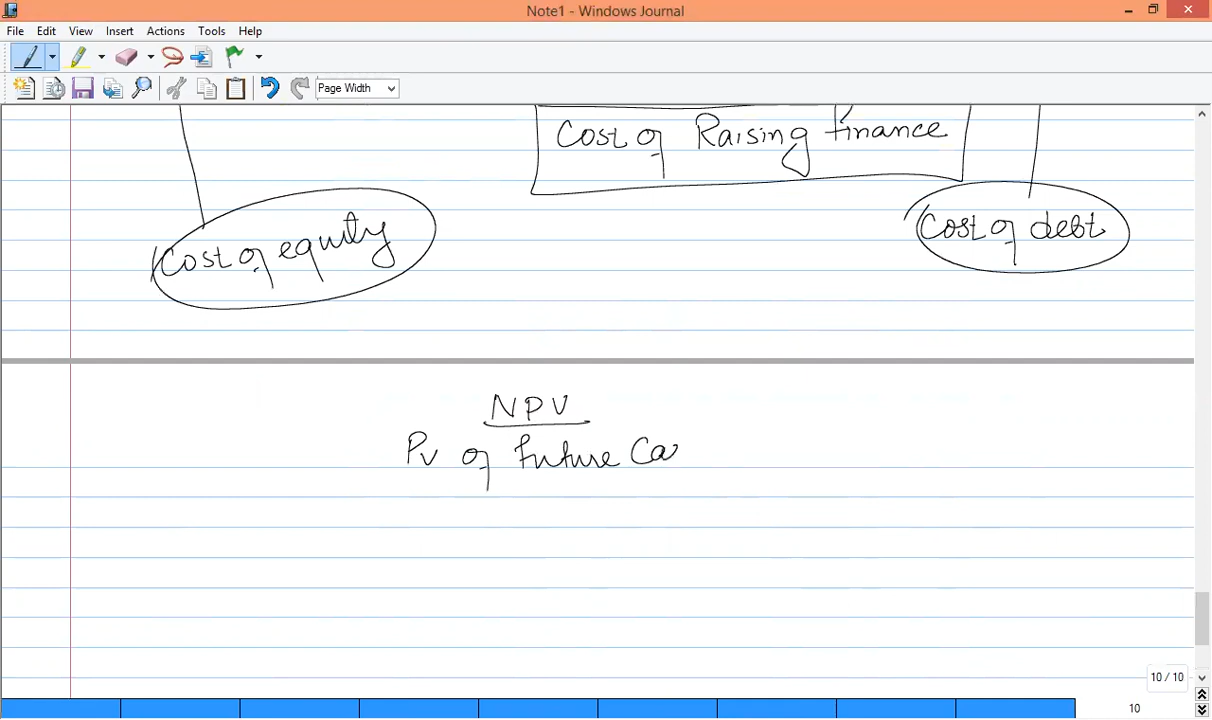 Note1 - Windows Journal
File Edit View Insert Actions Tools Help
Page Width
Cost of Raising finance
Cost of equity
Cost of debt
NPV
Pv of future Ca
10 / 10
10